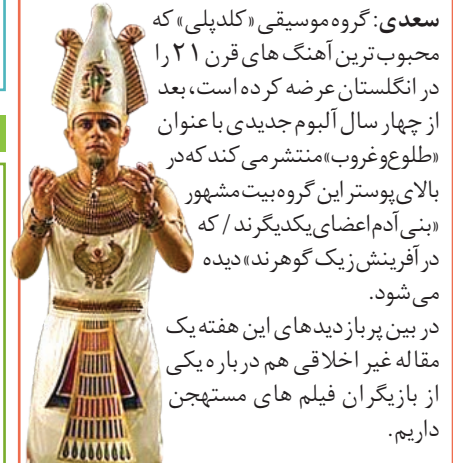 سعدی: گروه موسیقی «کلدپلی» که
محبوب ترین آهنگ های قرن ۲۱ را
در انگلستان عرضه کرده است، بعد
از چهار سال آلبوم جدیدی با عنوان
«طلوع و غروب» منتشر می کند که در
بالای پوستر این گروه بیت مشهور
«بنی آدم اعضای یکدیگرند / که
در آفرینش ز یک گوهرند» دیده
می شود.
در بین پربازدیدهای این هفته یک
مقاله غیر اخلاقی هم درباره یکی
از بازیگران فیلم های مستهجن
داریم.